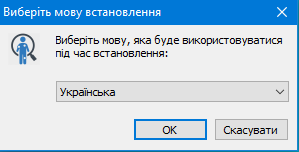 Виберіть мову встановлення
Виберіть мову, яка буде використовуватися
під час встановлення:
Українська
OK
Скасувати